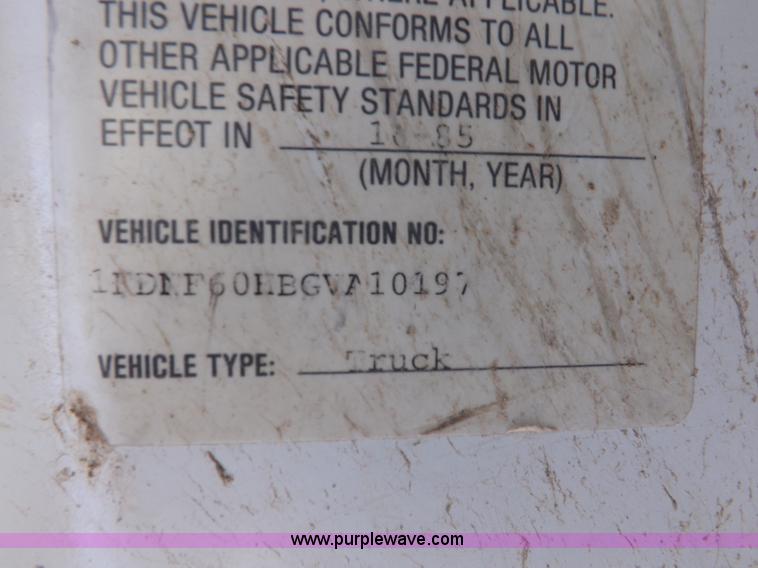 APPLICABLE.
THIS VEHICLE CONFORMS TO ALL
OTHER APPLICABLE FEDERAL MOTOR
VEHICLE SAFETY STANDARDS IN
EFFECT IN
(MONTH, YEAR)
VEHICLE IDENTIFICATION NO:
VEHICLE TYPE: Truck
www.purplewave.com